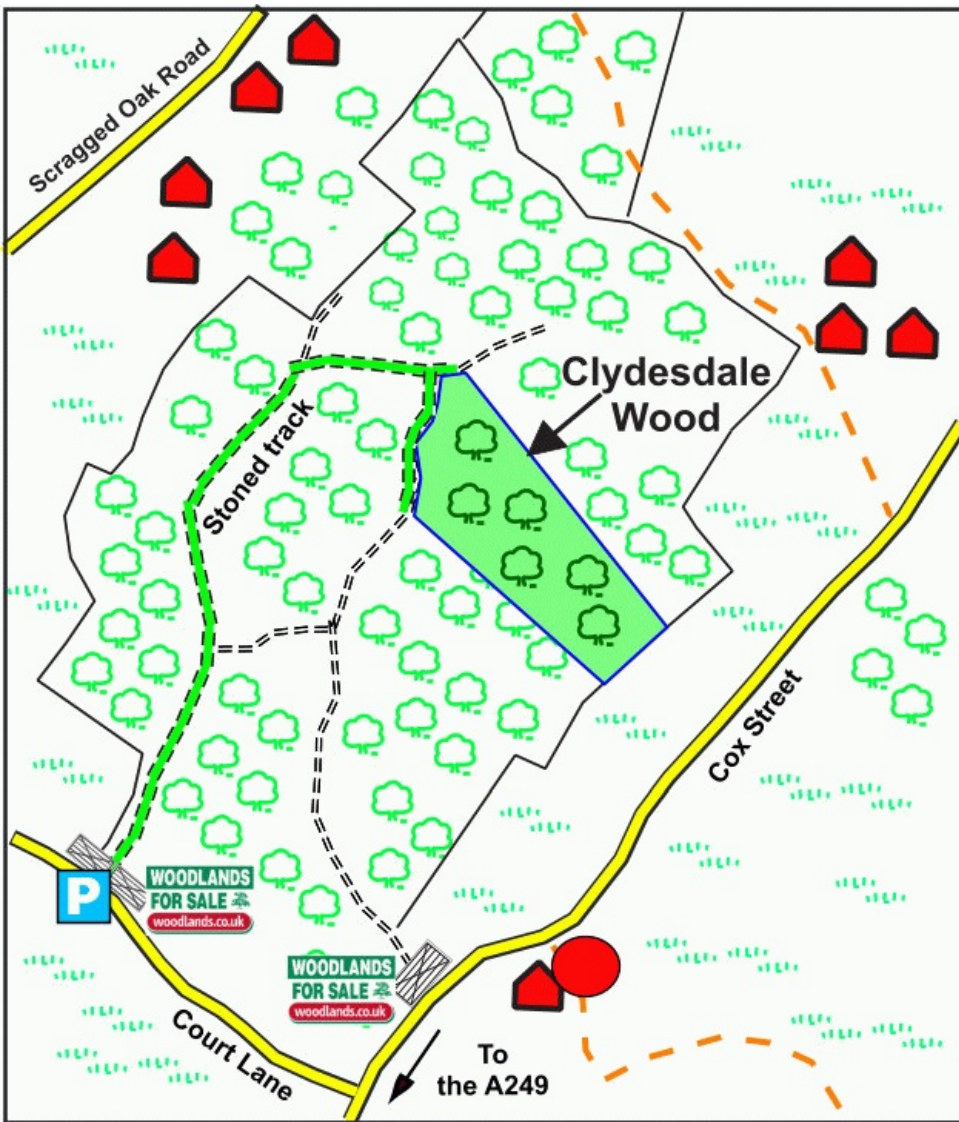 Scragged Oak Road
Clydesdale
Wood
Stoned track
Cox Street
P
WOODLANDS
FOR SALE
woodlands.co.uk
WOODLANDS
FOR SALE
woodlands.co.uk
Court Lane
To
the A249